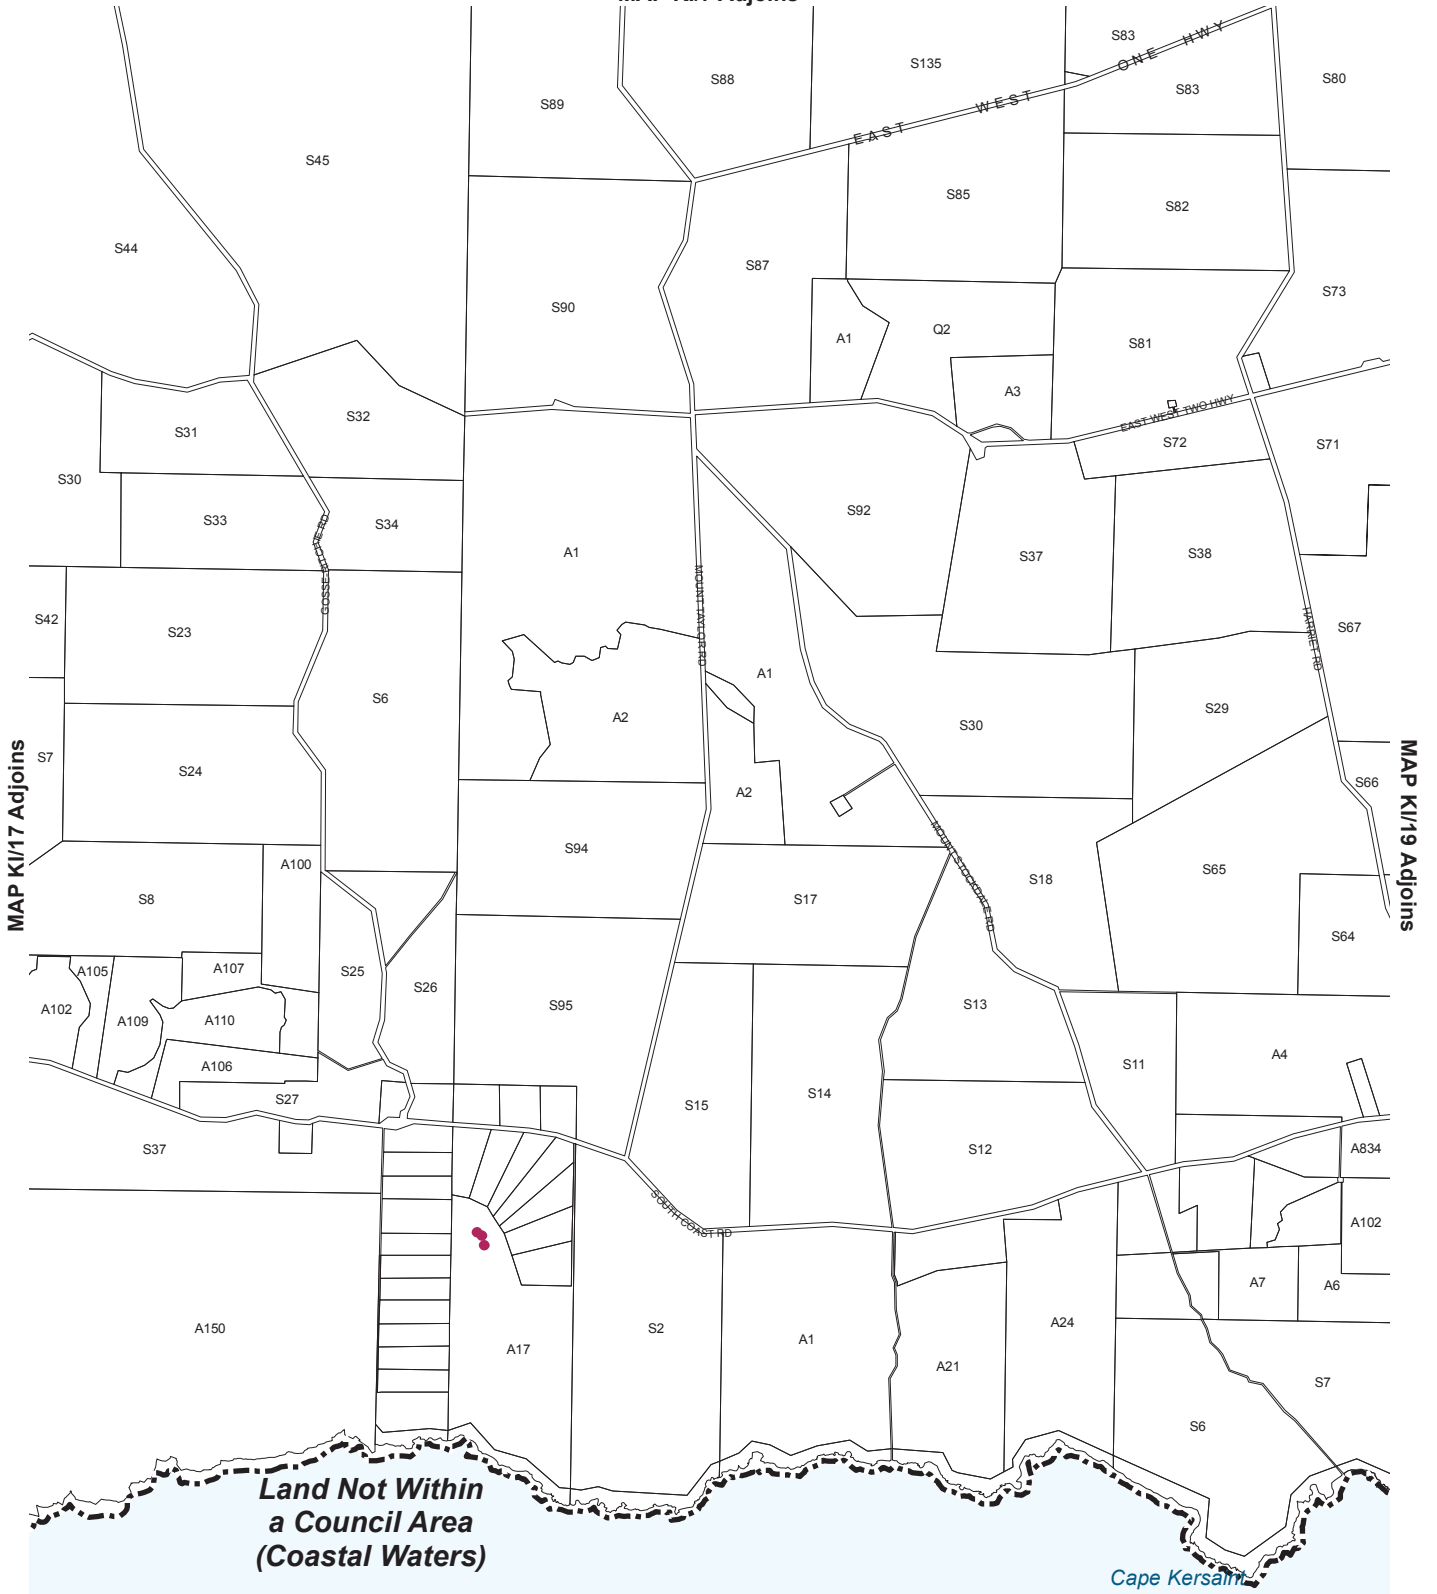 S83
S135
S88
S80
S83
S89
EAST WEST ONE HWY
S45
S85
S82
S44
S87
S73
S90
Q2
A1
S81
A3
S32
EAST WEST TWO HWY
S31
S72
S71
S30
S92
S33
S34
A1
S37
S38
MOUNT TAYLOR RD
S42
S23
HARRIET RD
S67
A1
S6
A2
S30
S29
MAP KI/17 Adjoins
MAP KI/19 Adjoins
S7
S24
S66
A2
MOUNT STOCKDALE RD
S94
A100
S18
S65
S8
S17
S64
A105
A107
S25
S26
A102
A109
A110
S95
S13
A4
A106
S11
S27
S15
S14
S37
S12
A834
SOUTH COAST RD
A102
A7
A6
A150
S2
A1
A24
A17
A21
S7
S6
Land Not Within
a Council Area
(Coastal Waters)
Cape Kersaint